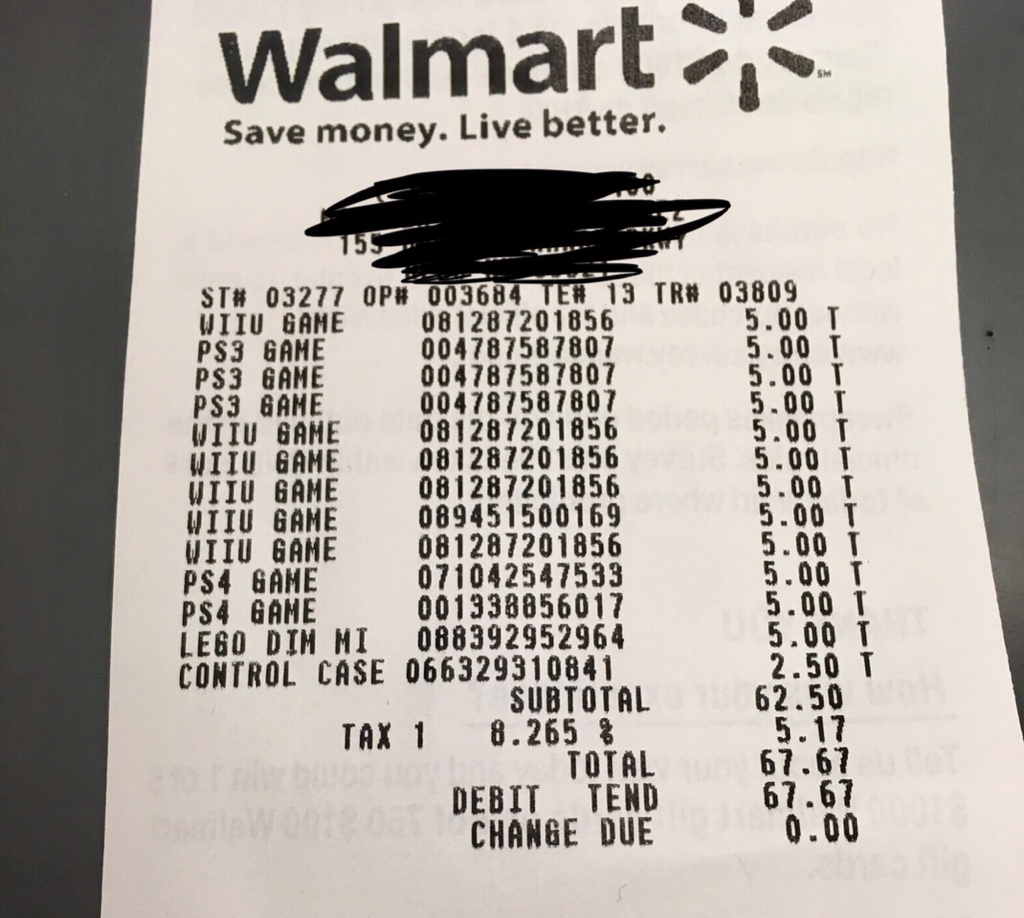 Walmart
Save money. Live better.
SM
155
ST# 03277 OP# 003684 TE# 13 TR# 03809
WIIU GAME 081287201856 5.00 T
PS3 GAME 004787587807 5.00 T
PS3 GAME 004787587807 5.00 T
PS3 GAME 004787587807 5.00 T
WIIU GAME 081287201856 5.00 T
WIIU GAME 081287201856 5.00 T
WIIU GAME 081287201856 5.00 T
WIIU GAME 089451500169 5.00 T
WIIU GAME 081287201856 5.00 T
PS4 GAME 071042547533 5.00 T
PS4 GAME 001338856017 5.00 T
LEGO DIM MI 088392952964 5.00 T
CONTROL CASE 066329310841 2.50 T
SUBTOTAL 62.50
TAX 1 8.265 % 5.17
TOTAL 67.67
DEBIT TEND 67.67
CHANGE DUE 0.00